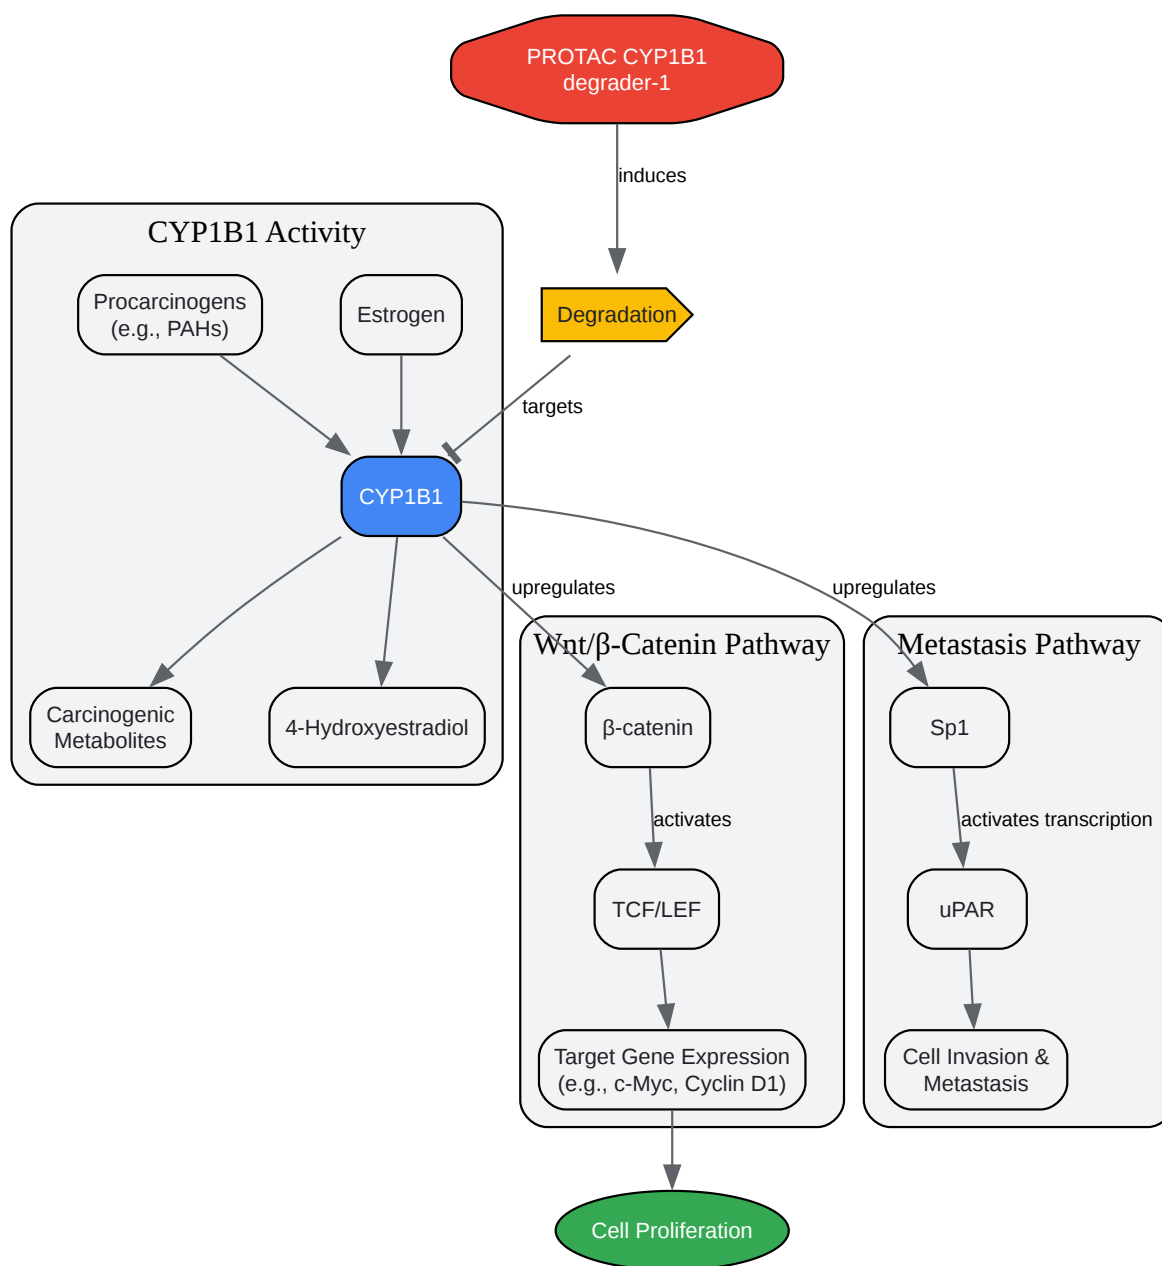 PROTAC CYP1B1
degrader-1
induces
CYP1B1 Activity
Procarcinogens
(e.g., PAHs)
Estrogen
Degradation
targets
CYP1B1
upregulates
upregulates
Wnt/β-Catenin Pathway
Metastasis Pathway
Carcinogenic
Metabolites
4-Hydroxyestradiol
β-catenin
Sp1
activates
activates transcription
TCF/LEF
uPAR
Target Gene Expression
(e.g., c-Myc, Cyclin D1)
Cell Invasion &
Metastasis
Cell Proliferation